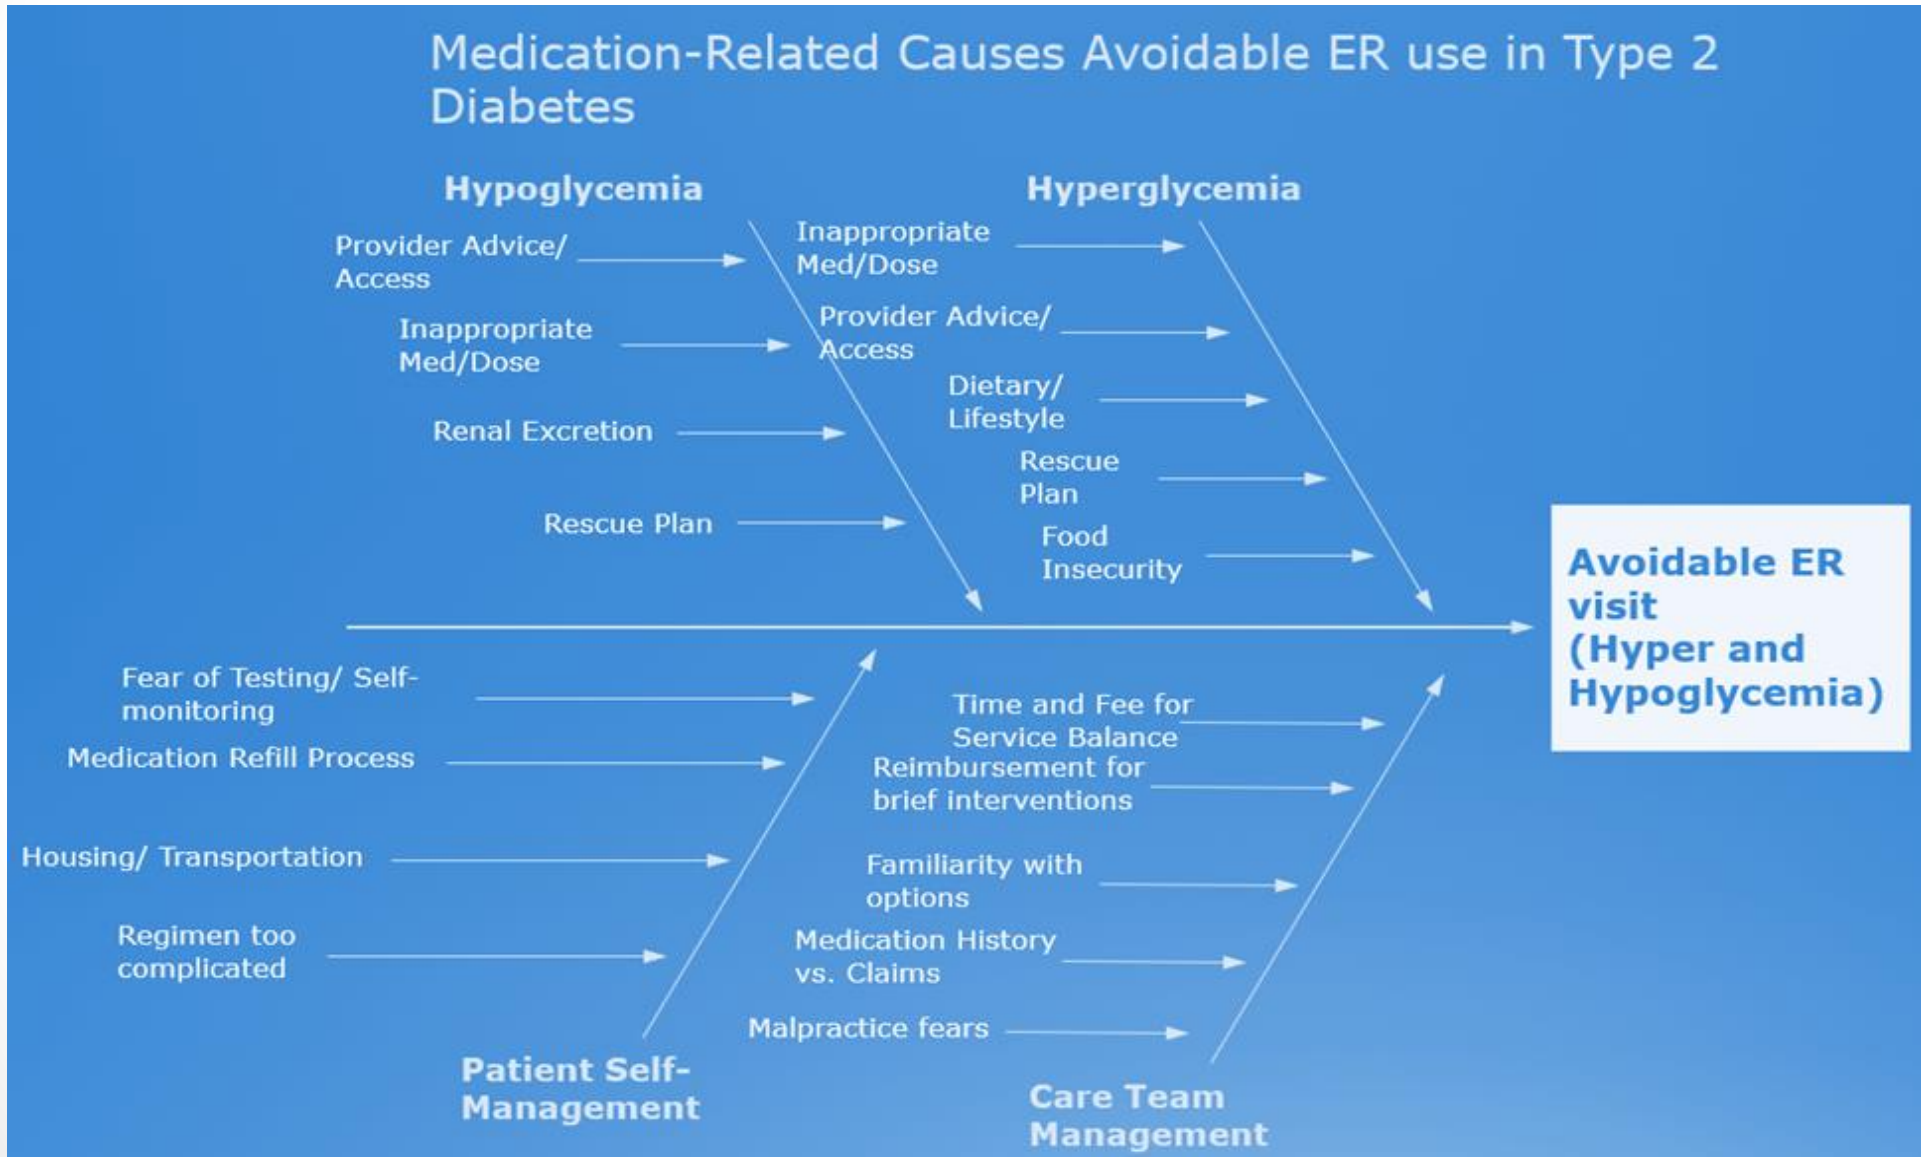 Medication-Related Causes Avoidable ER use in Type 2
Diabetes
Hypoglycemia
Provider Advice/
Access
Inappropriate
Med/Dose
Renal Excretion
Rescue Plan
Hyperglycemia
Inappropriate
Med/Dose
Provider Advice/
Access
Dietary/
Lifestyle
Rescue
Plan
Food
Insecurity
Avoidable ER
visit
(Hyper and
Hypoglycemia)
Fear of Testing/ Self-
monitoring
Medication Refill Process
Housing/ Transportation
Regimen too
complicated
Patient Self-
Management
Time and Fee for
Service Balance
Reimbursement for
brief interventions
Familiarity with
options
Medication History
vs. Claims
Malpractice fears
Care Team
Management